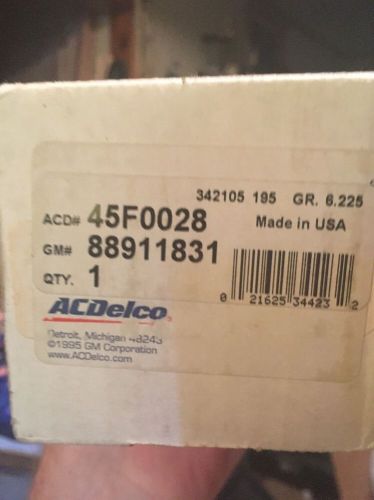 342105 195 GR. 6.225
ACD# 45F0028 Made in USA
GM# 88911831
QTY. 1
0 21625 34423 2
ACDelco
Detroit, Michigan 48243
©1995 GM Corporation
www.ACDelco.com